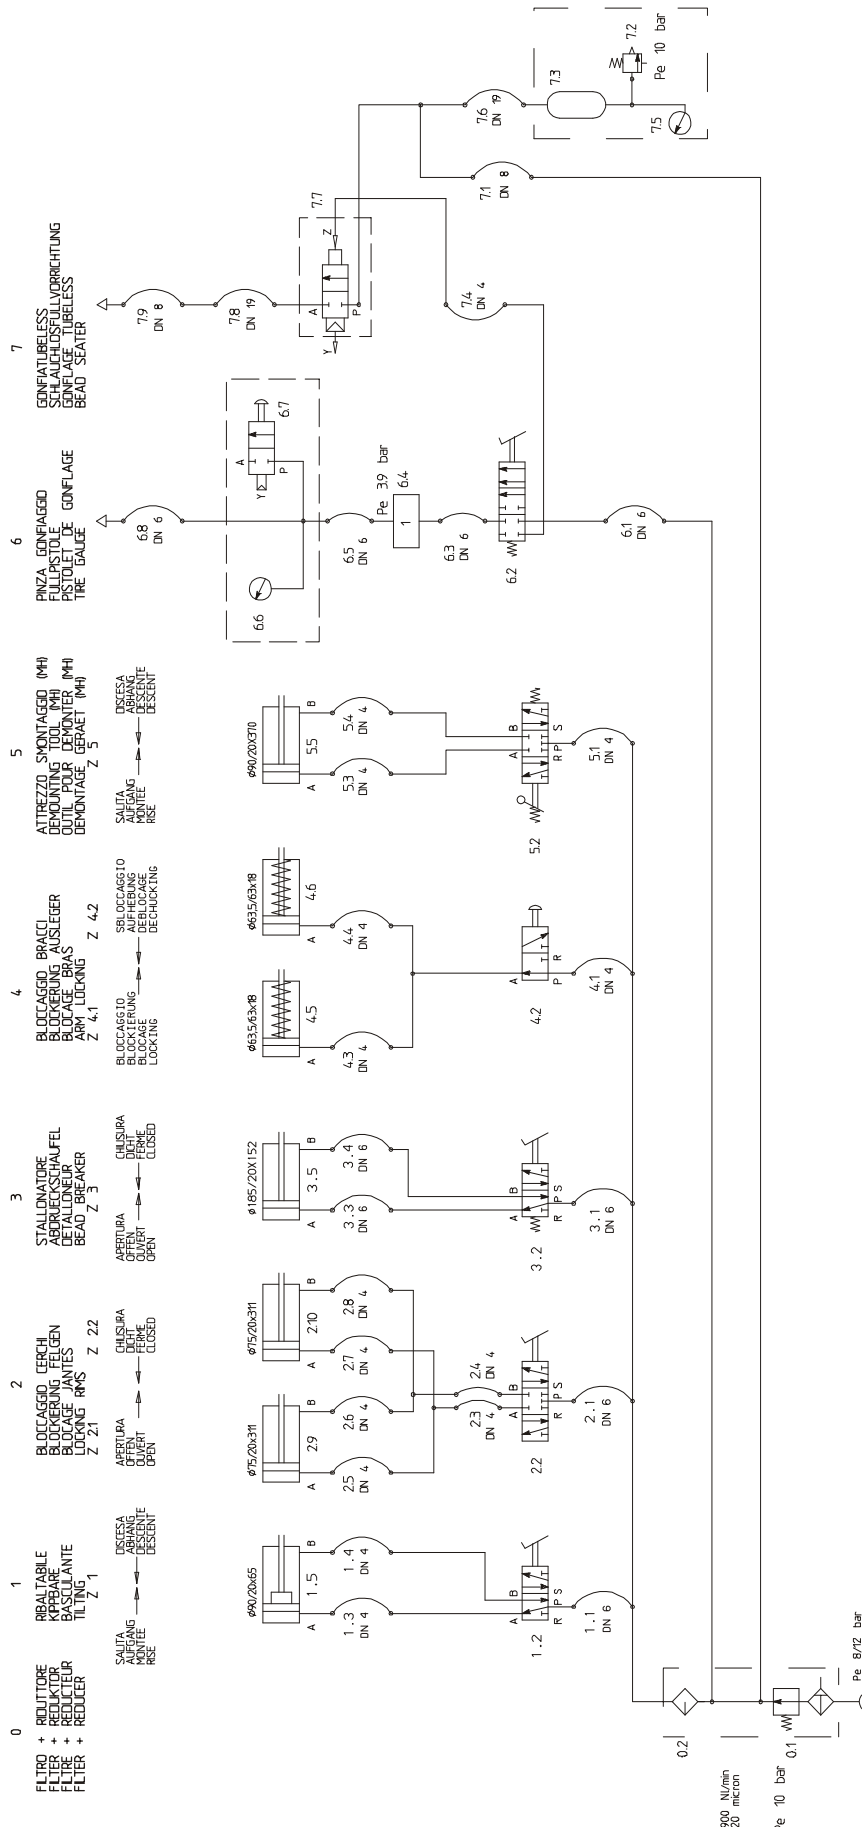 0
FILTRO + RIDUTTORE
FILTER + REDUKTOR
FILTRE + REDUCTEUR
FILTER + REDUCER
1
RIBALTABILE
KIPPBARE
BASCULANTE
TILTING
Z 1
SALITA
AUFGANG
MONTEE
RISE
DISCESA
ABHANG
DESCENTE
DESCENT
2
BLOCCAGGIO CERCHI
BLOCKIERUNG FELGEN
BLOCAGE JANTES
LOCKING RIMS
Z 2.1
Z 2.2
APERTURA
OFFEN
OUVERT
OPEN
CHIUSURA
DICHT
FERME
CLOSED
3
STALLONATORE
ABDRUECKSCHAUFEL
DETALLONEUR
BEAD BREAKER
Z 3
APERTURA
OFFEN
OUVERT
OPEN
CHIUSURA
DICHT
FERME
CLOSED
4
BLOCCAGGIO BRACCI
BLOCKIERUNG AUSLEGER
BLOCAGE BRAS
ARM LOCKING
Z 4.1
Z 4.2
BLOCCAGGIO
BLOCKIERUNG
BLOCAGE
LOCKING
SBLOCCAGGIO
AUFHEBUNG
DEBLOCAGE
DECHUCKING
5
ATTREZZO SMONTAGGIO (MH)
DEMOUNTING TOOL (MH)
OUTIL POUR DEMONTER (MH)
DEMONTAGE GERAET (MH)
Z 5
SALITA
AUFGANG
MONTEE
RISE
DISCESA
ABHANG
DESCENTE
DESCENT
6
PINZA GONFIAGGIO
FULLPISTOLE
PISTOLET DE GONFLAGE
TIRE GAUGE
7
GONFIATUBELESS
SCHLAUCHLOSFULLVORRICHTUNG
GONFLAGE TUBELESS
BEAD SEATER
ø90/20x65
A
B
1.5
1.3
DN 4
1.4
DN 4
A
B
R P S
1.2
1.1
DN 6
ø75/20x311
A
B
2.9
2.5
DN 4
2.6
DN 4
ø75/20x311
A
B
2.10
2.7
DN 4
2.8
DN 4
2.3
DN 4
2.4
DN 4
A
B
R P S
2.2
2.1
DN 6
ø185/20X152
A
B
3.5
3.3
DN 6
3.4
DN 6
A
B
R P S
3.2
3.1
DN 6
ø63,5/63x18
A
4.5
4.3
DN 4
ø63,5/63x18
A
4.6
4.4
DN 4
A
P R
4.2
4.1
DN 4
ø90/20X370
A
B
5.5
5.3
DN 4
5.4
DN 4
A
B
R P S
5.2
5.1
DN 4
6.8
DN 6
6.6
A
Y
P
6.7
6.5
DN 6
Pe 3.9 bar
6.4
1
6.3
DN 6
6.2
6.1
DN 6
7.9
DN 8
7.8
DN 19
7.7
A
Z
Y
P
7.4
DN 4
7.6
DN 19
7.1
DN 8
7.3
7.2
Pe 10 bar
7.5
0.2
0.1
900 Nl/min
20 micron
Pe 10 bar
Pe 8/12 bar